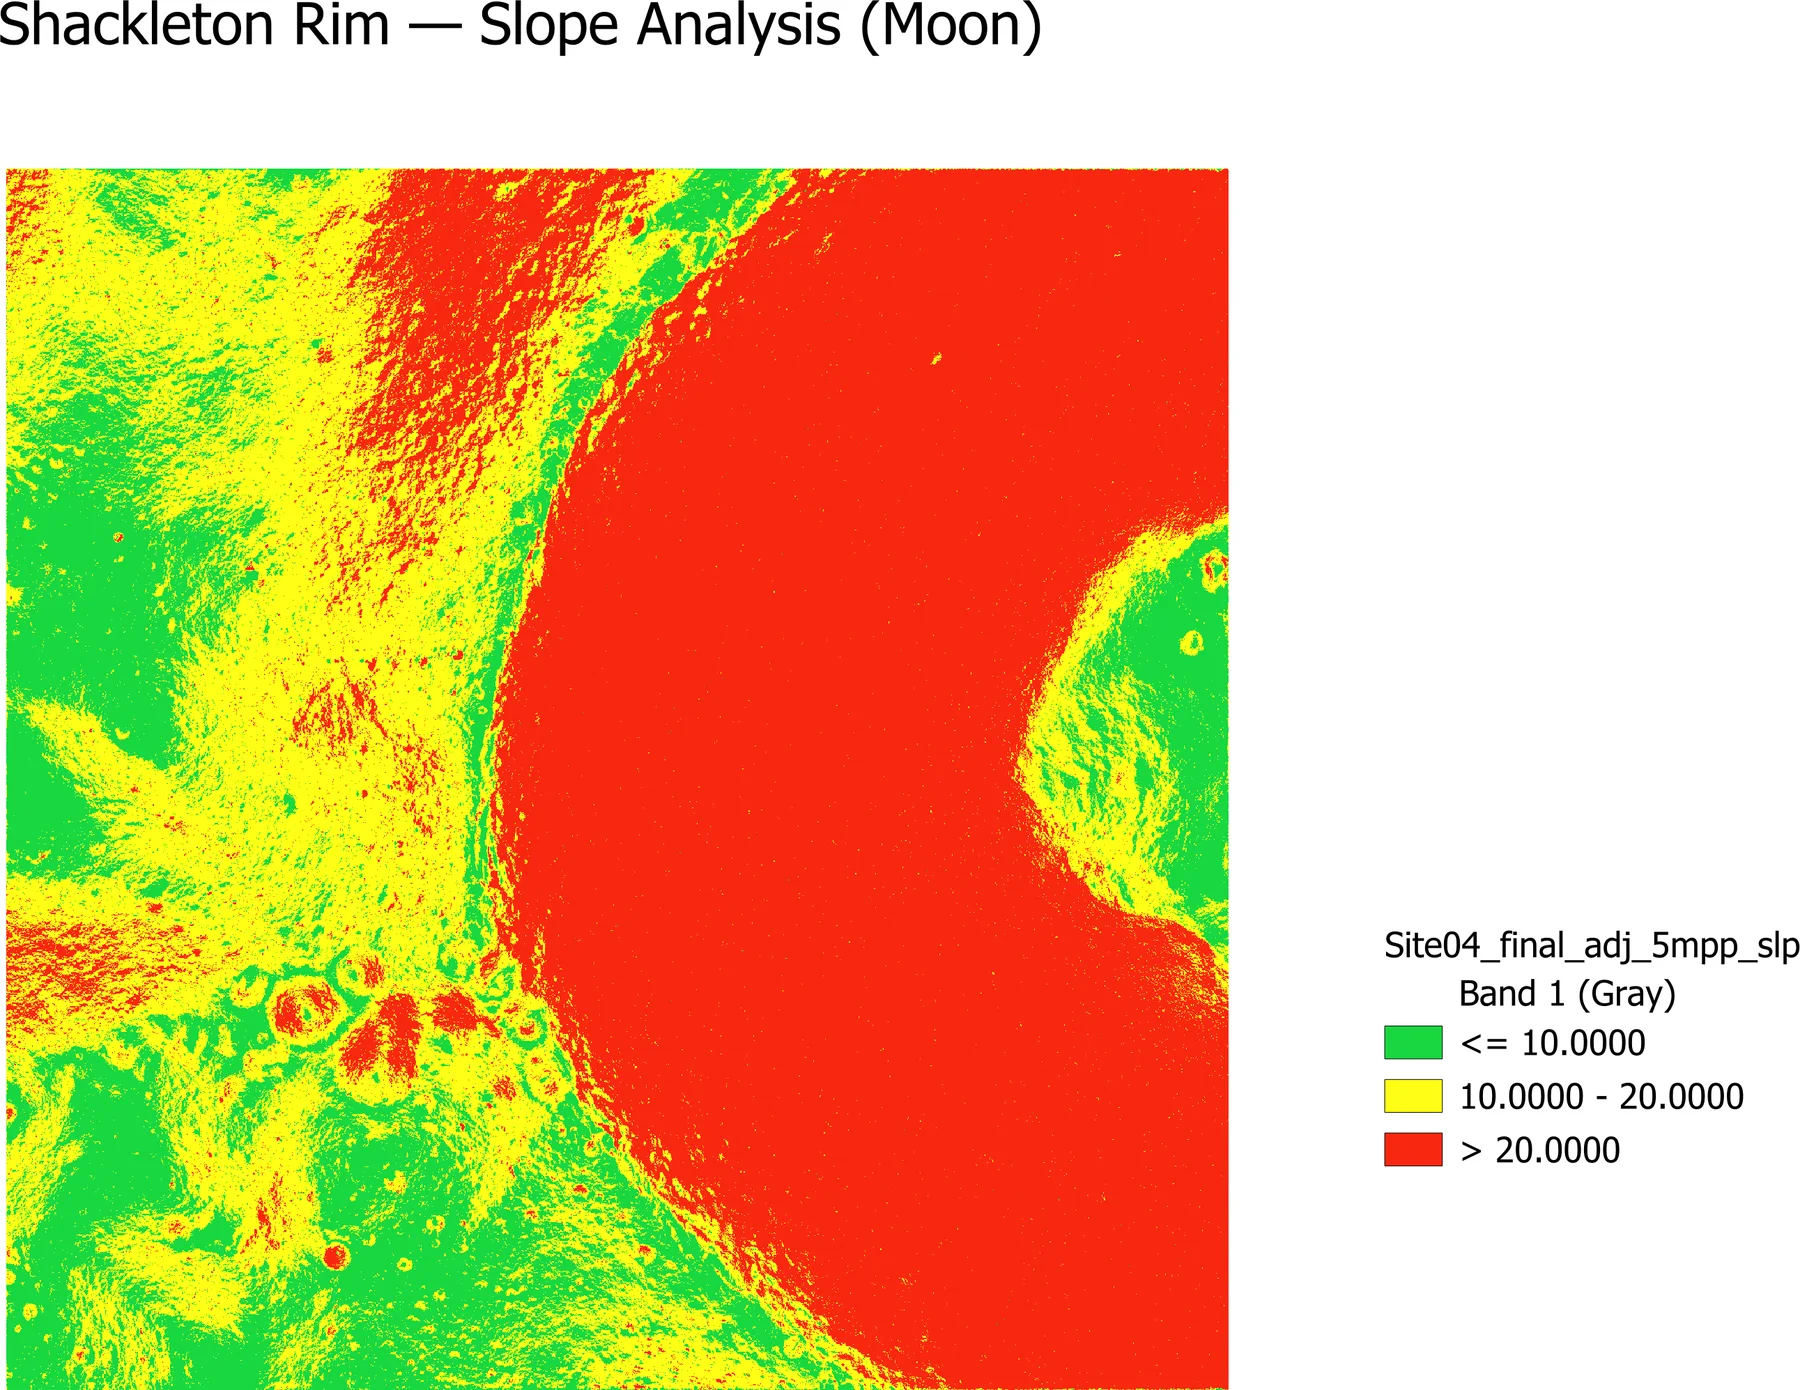 Shackleton Rim — Slope Analysis (Moon)
Site04_final_adj_5mpp_slp
Band 1 (Gray)
<= 10.0000
10.0000 - 20.0000
> 20.0000